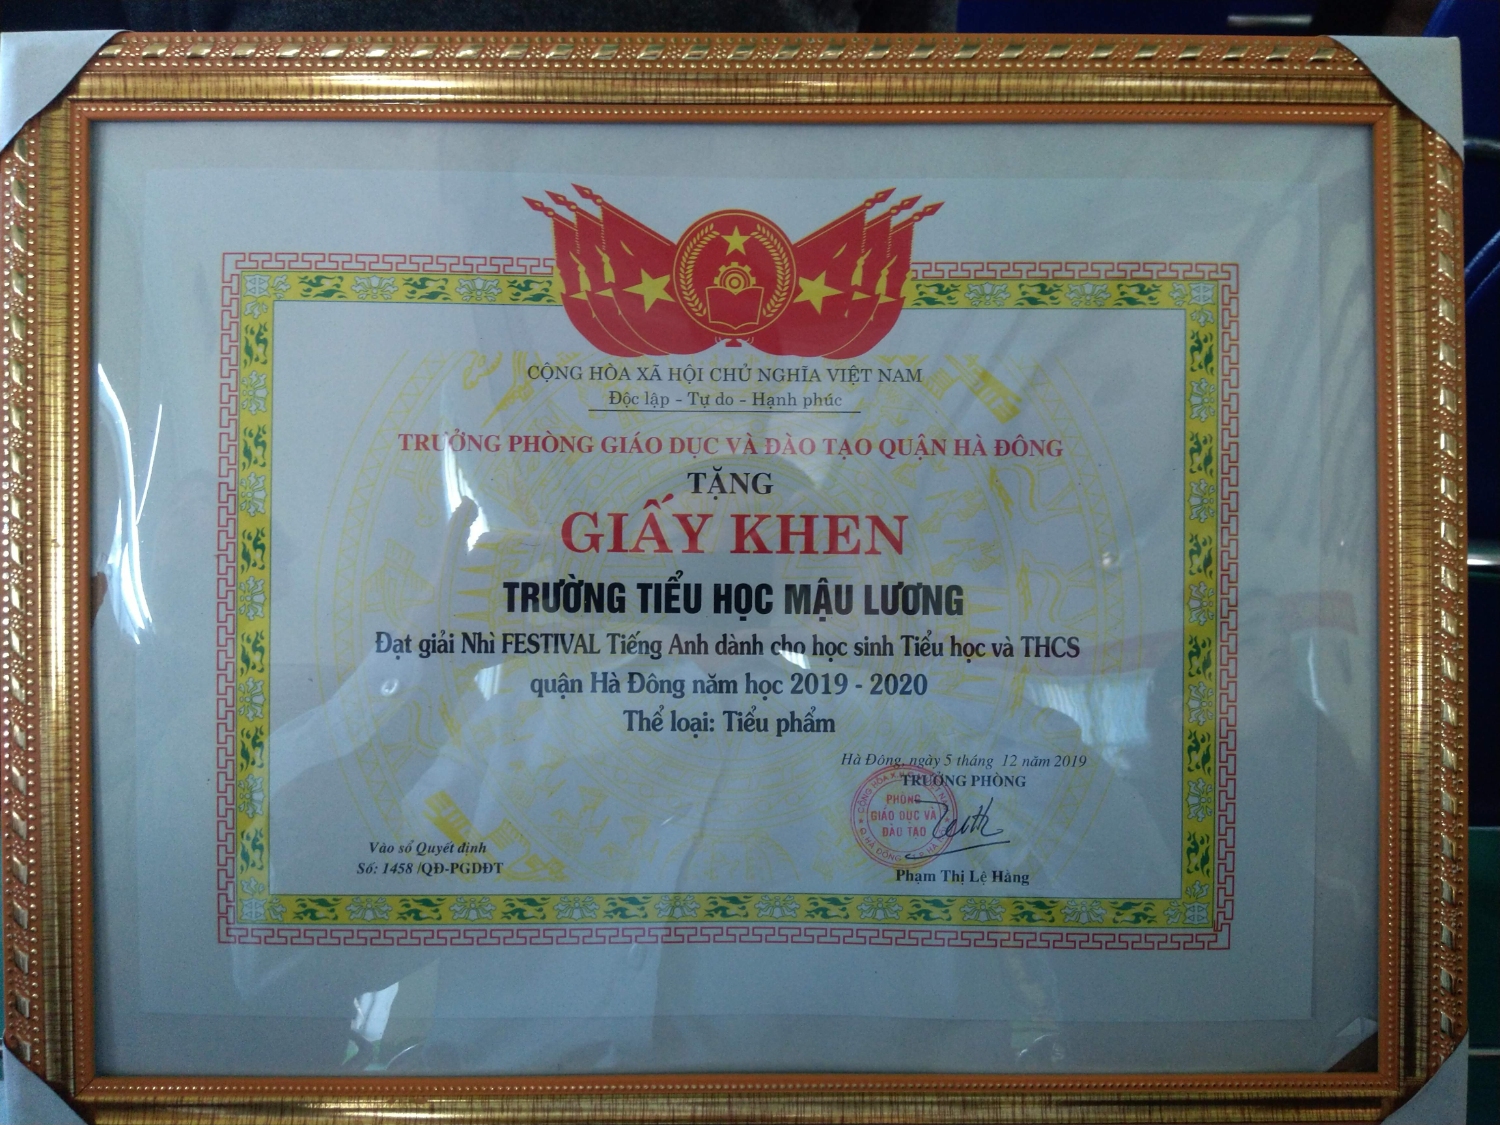 CỘNG HÒA XÃ HỘI CHỦ NGHĨA VIỆT NAM
Độc lập - Tự do - Hạnh phúc
TRƯỞNG PHÒNG GIÁO DỤC VÀ ĐÀO TẠO QUẬN HÀ ĐÔNG
TẶNG
GIẤY KHEN
TRƯỜNG TIỂU HỌC MẬU LƯƠNG
Đạt giải Nhì FESTIVAL Tiếng Anh dành cho học sinh Tiểu học và THCS
quận Hà Đông năm học 2019 - 2020
Thể loại: Tiểu phẩm
Hà Đông, ngày 5 tháng 12 năm 2019
TRƯỞNG PHÒNG
PHÒNG
GIÁO DỤC VÀ
ĐÀO TẠO
Phạm Thị Lệ Hằng
Vào sổ Quyết định
Số: 1458 /QĐ-PGDĐT